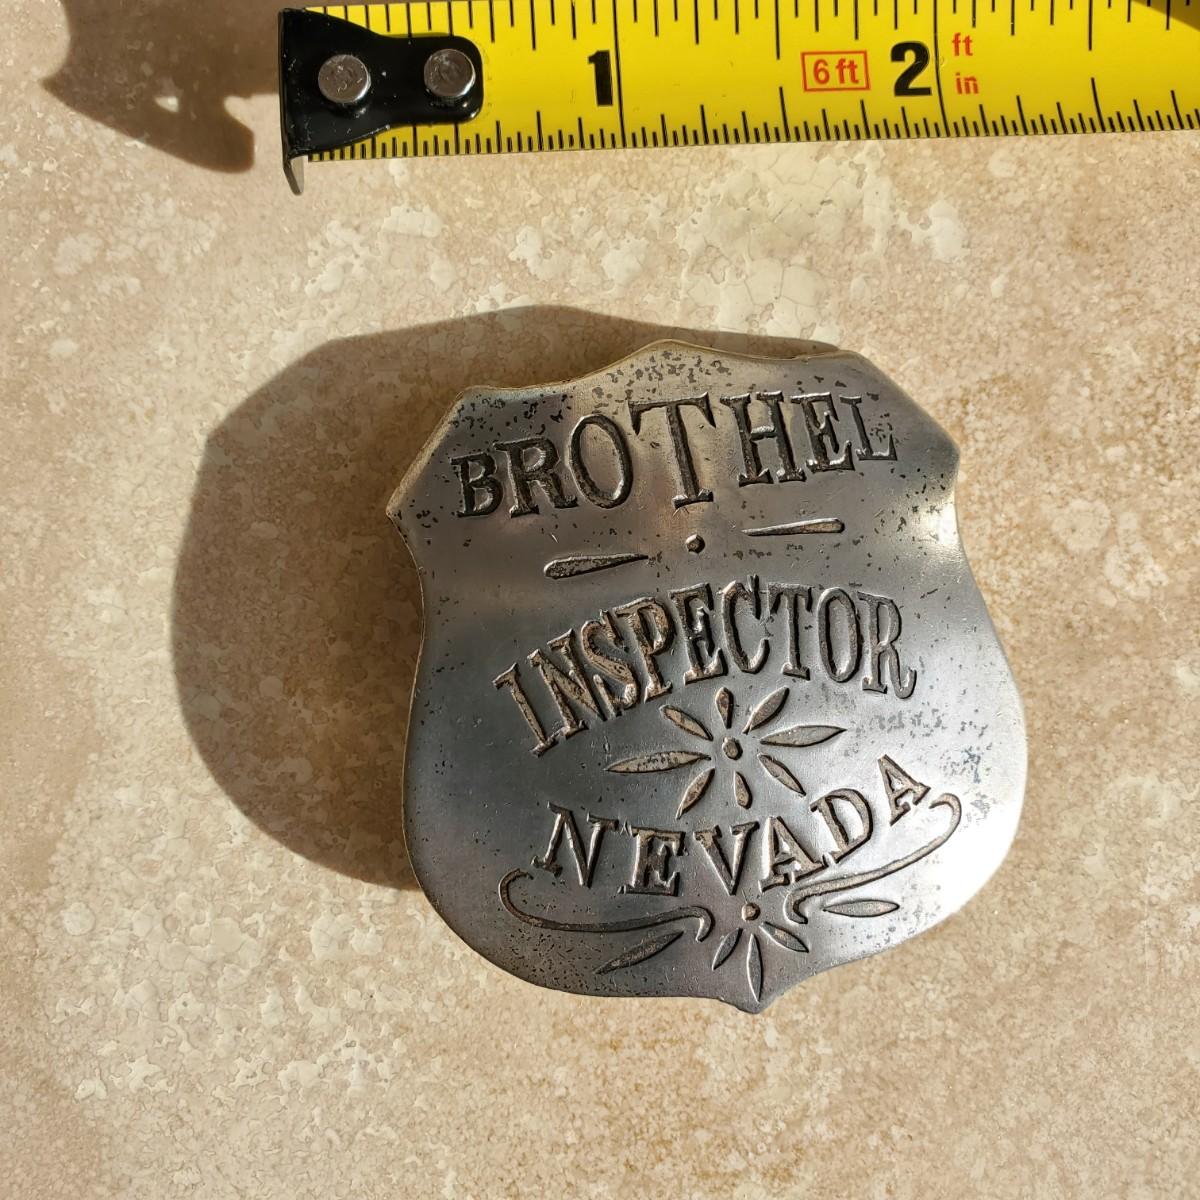 1 6ft 2 ft
in
BROTHEL
INSPECTOR
NEVADA